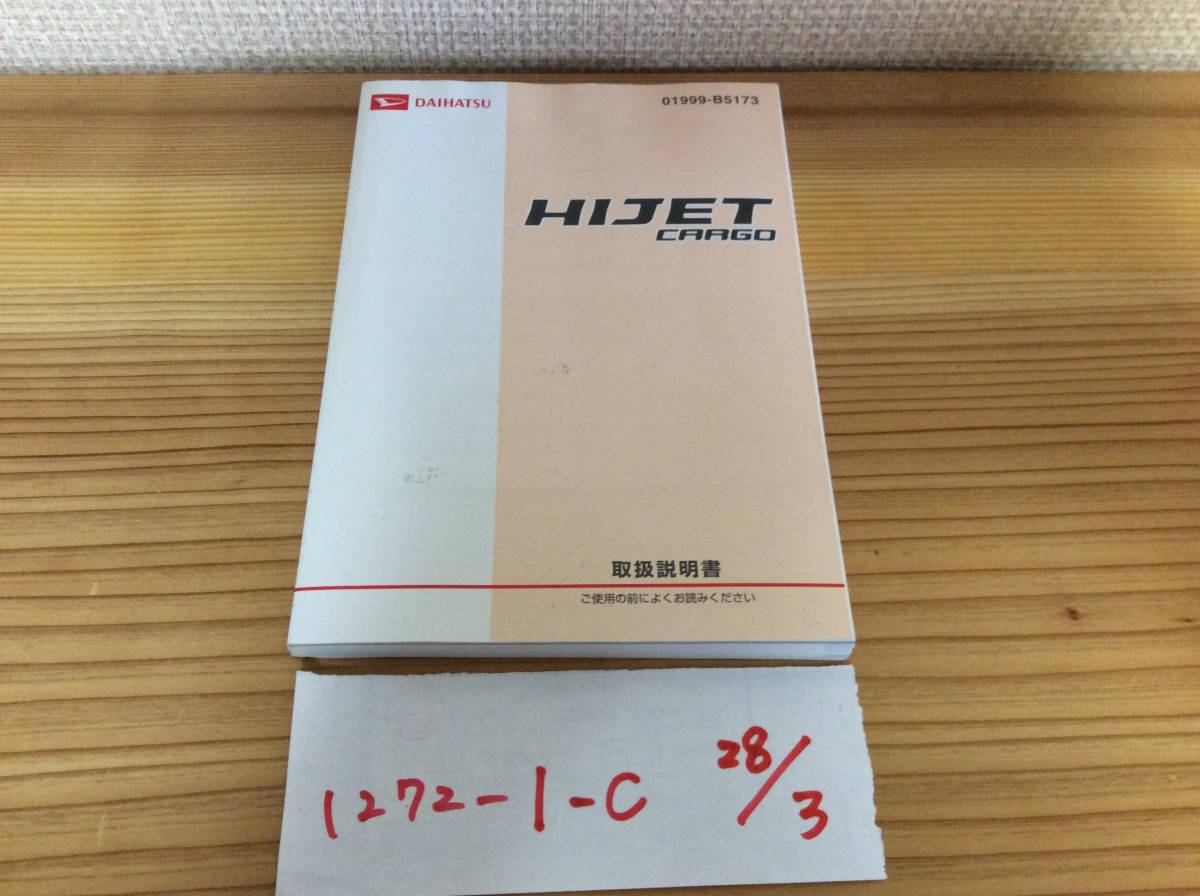 DAIHATSU
01999-B5173
HIJET
CARGO
取扱説明書
ご使用の前によくお読みください
1272-1-C 28/3